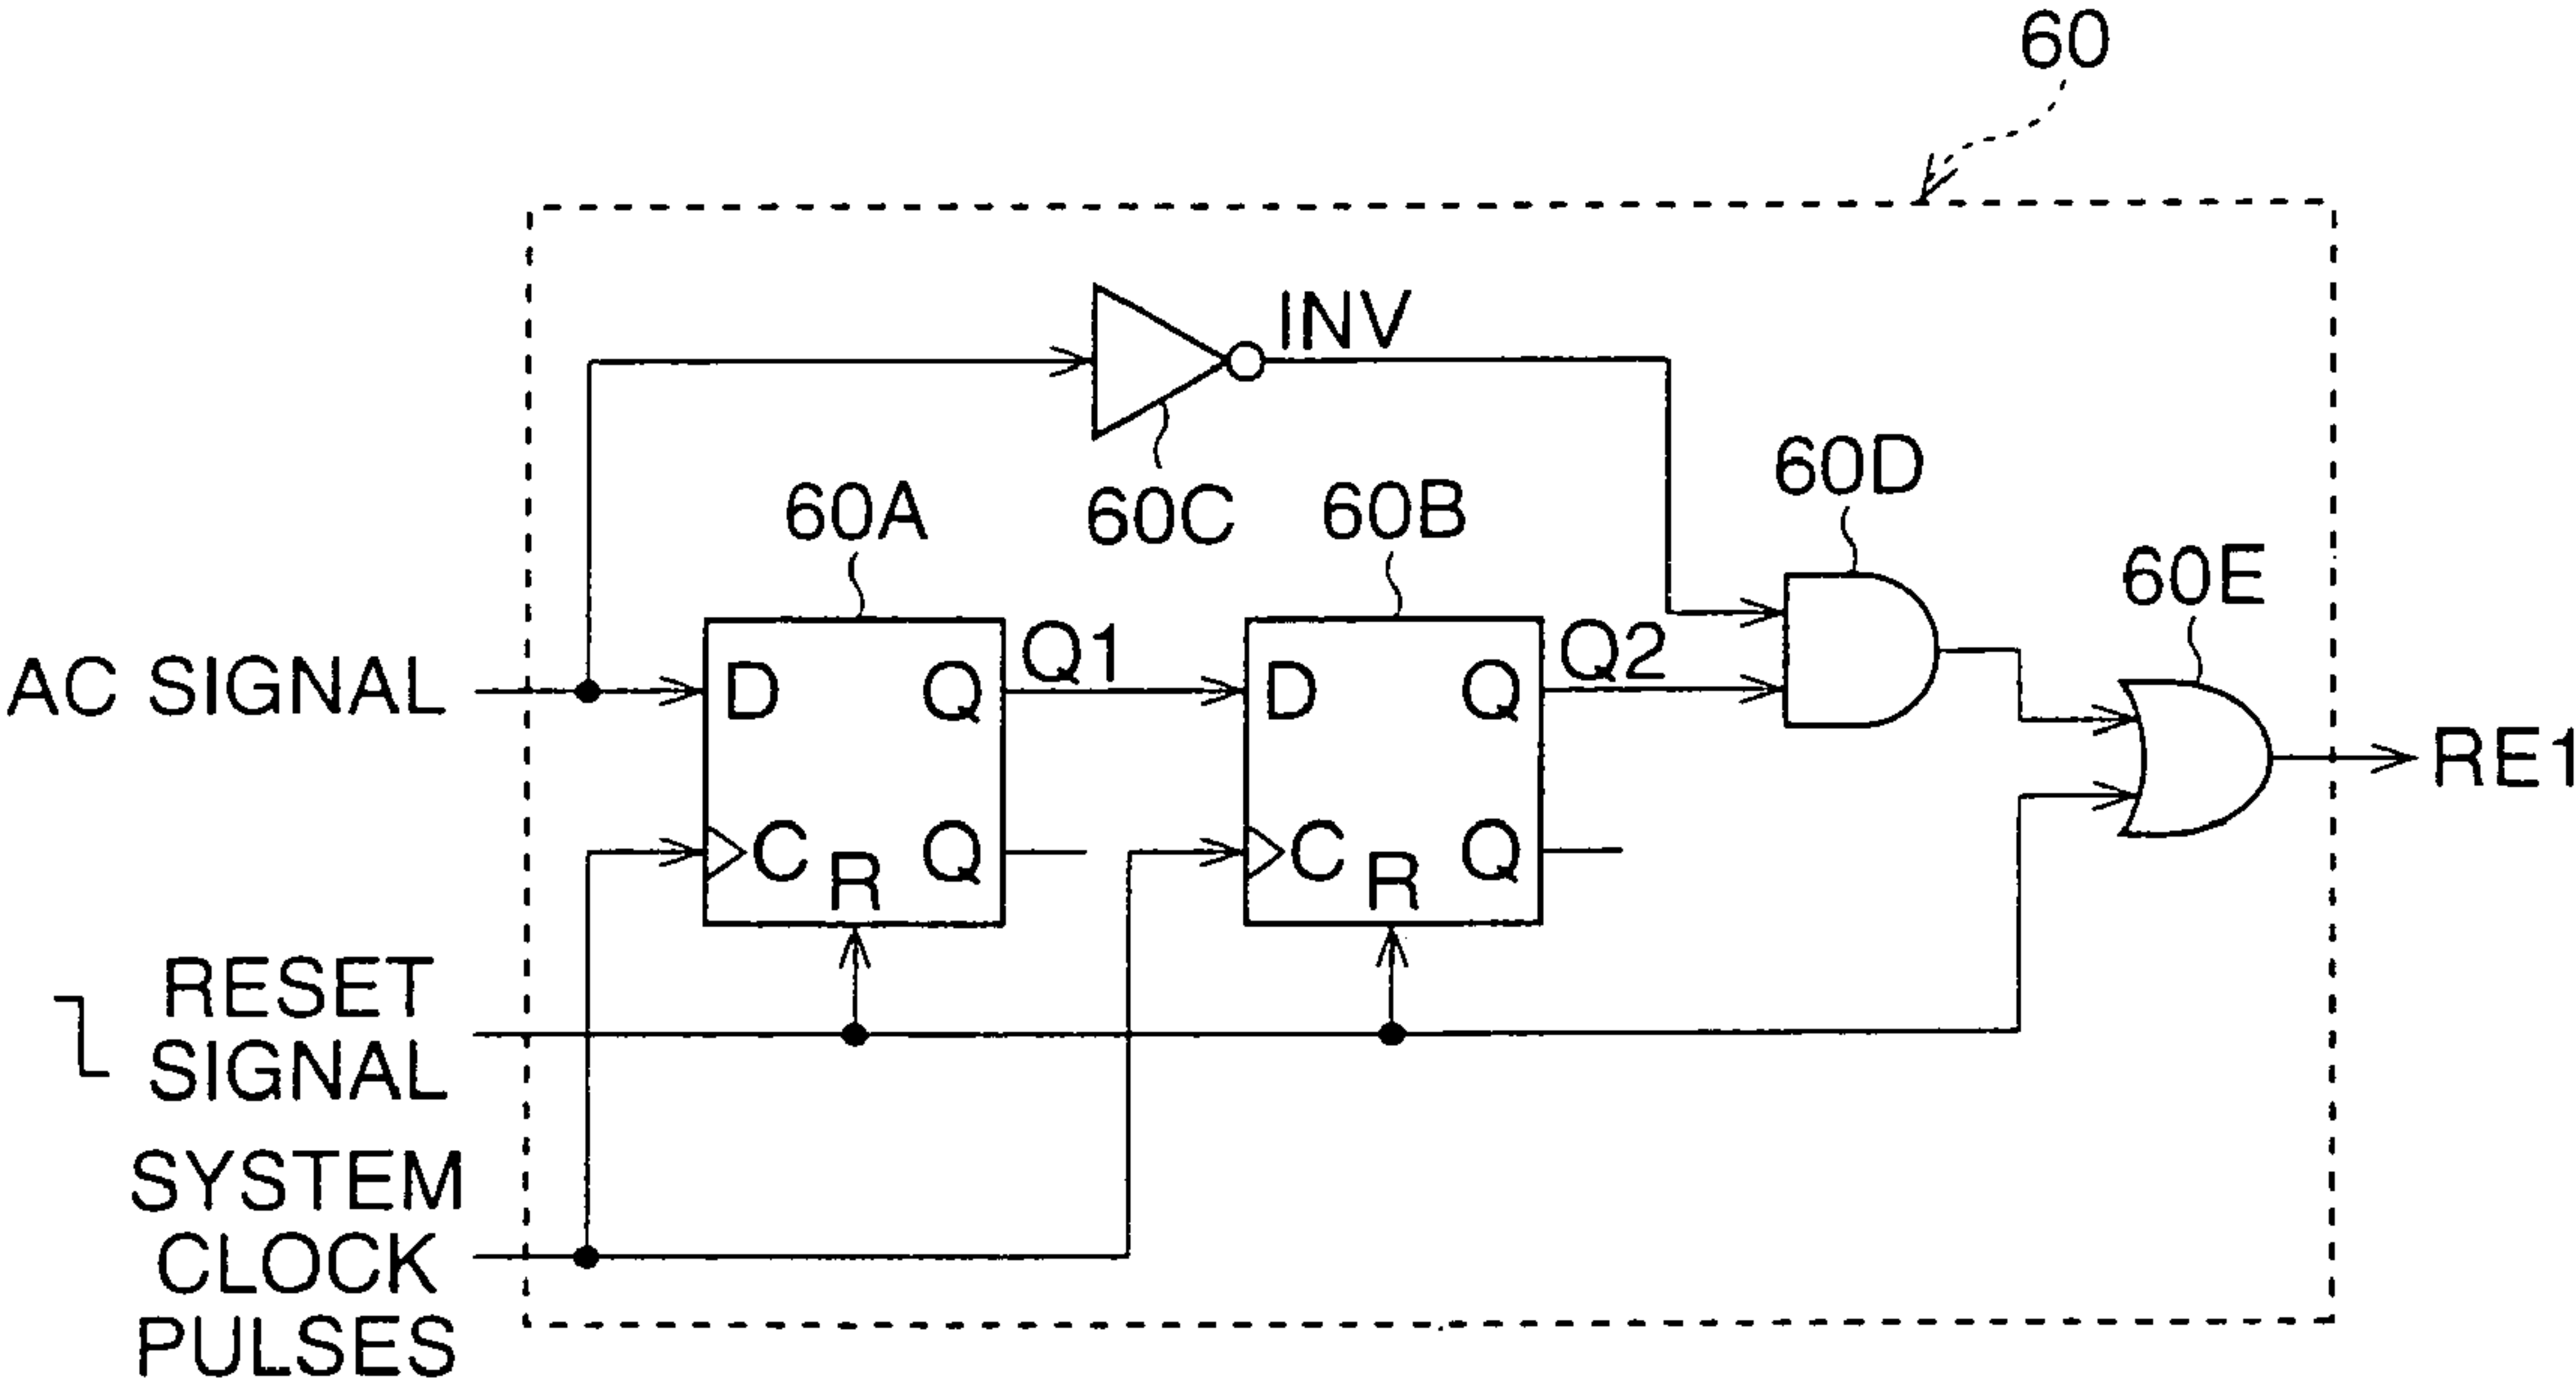 60
INV
60C
60A
60B
60D
60E
AC SIGNAL
D
Q
Q1
D
Q
Q2
RE1
C
R
Q
C
R
Q
RESET
SIGNAL
SYSTEM
CLOCK
PULSES